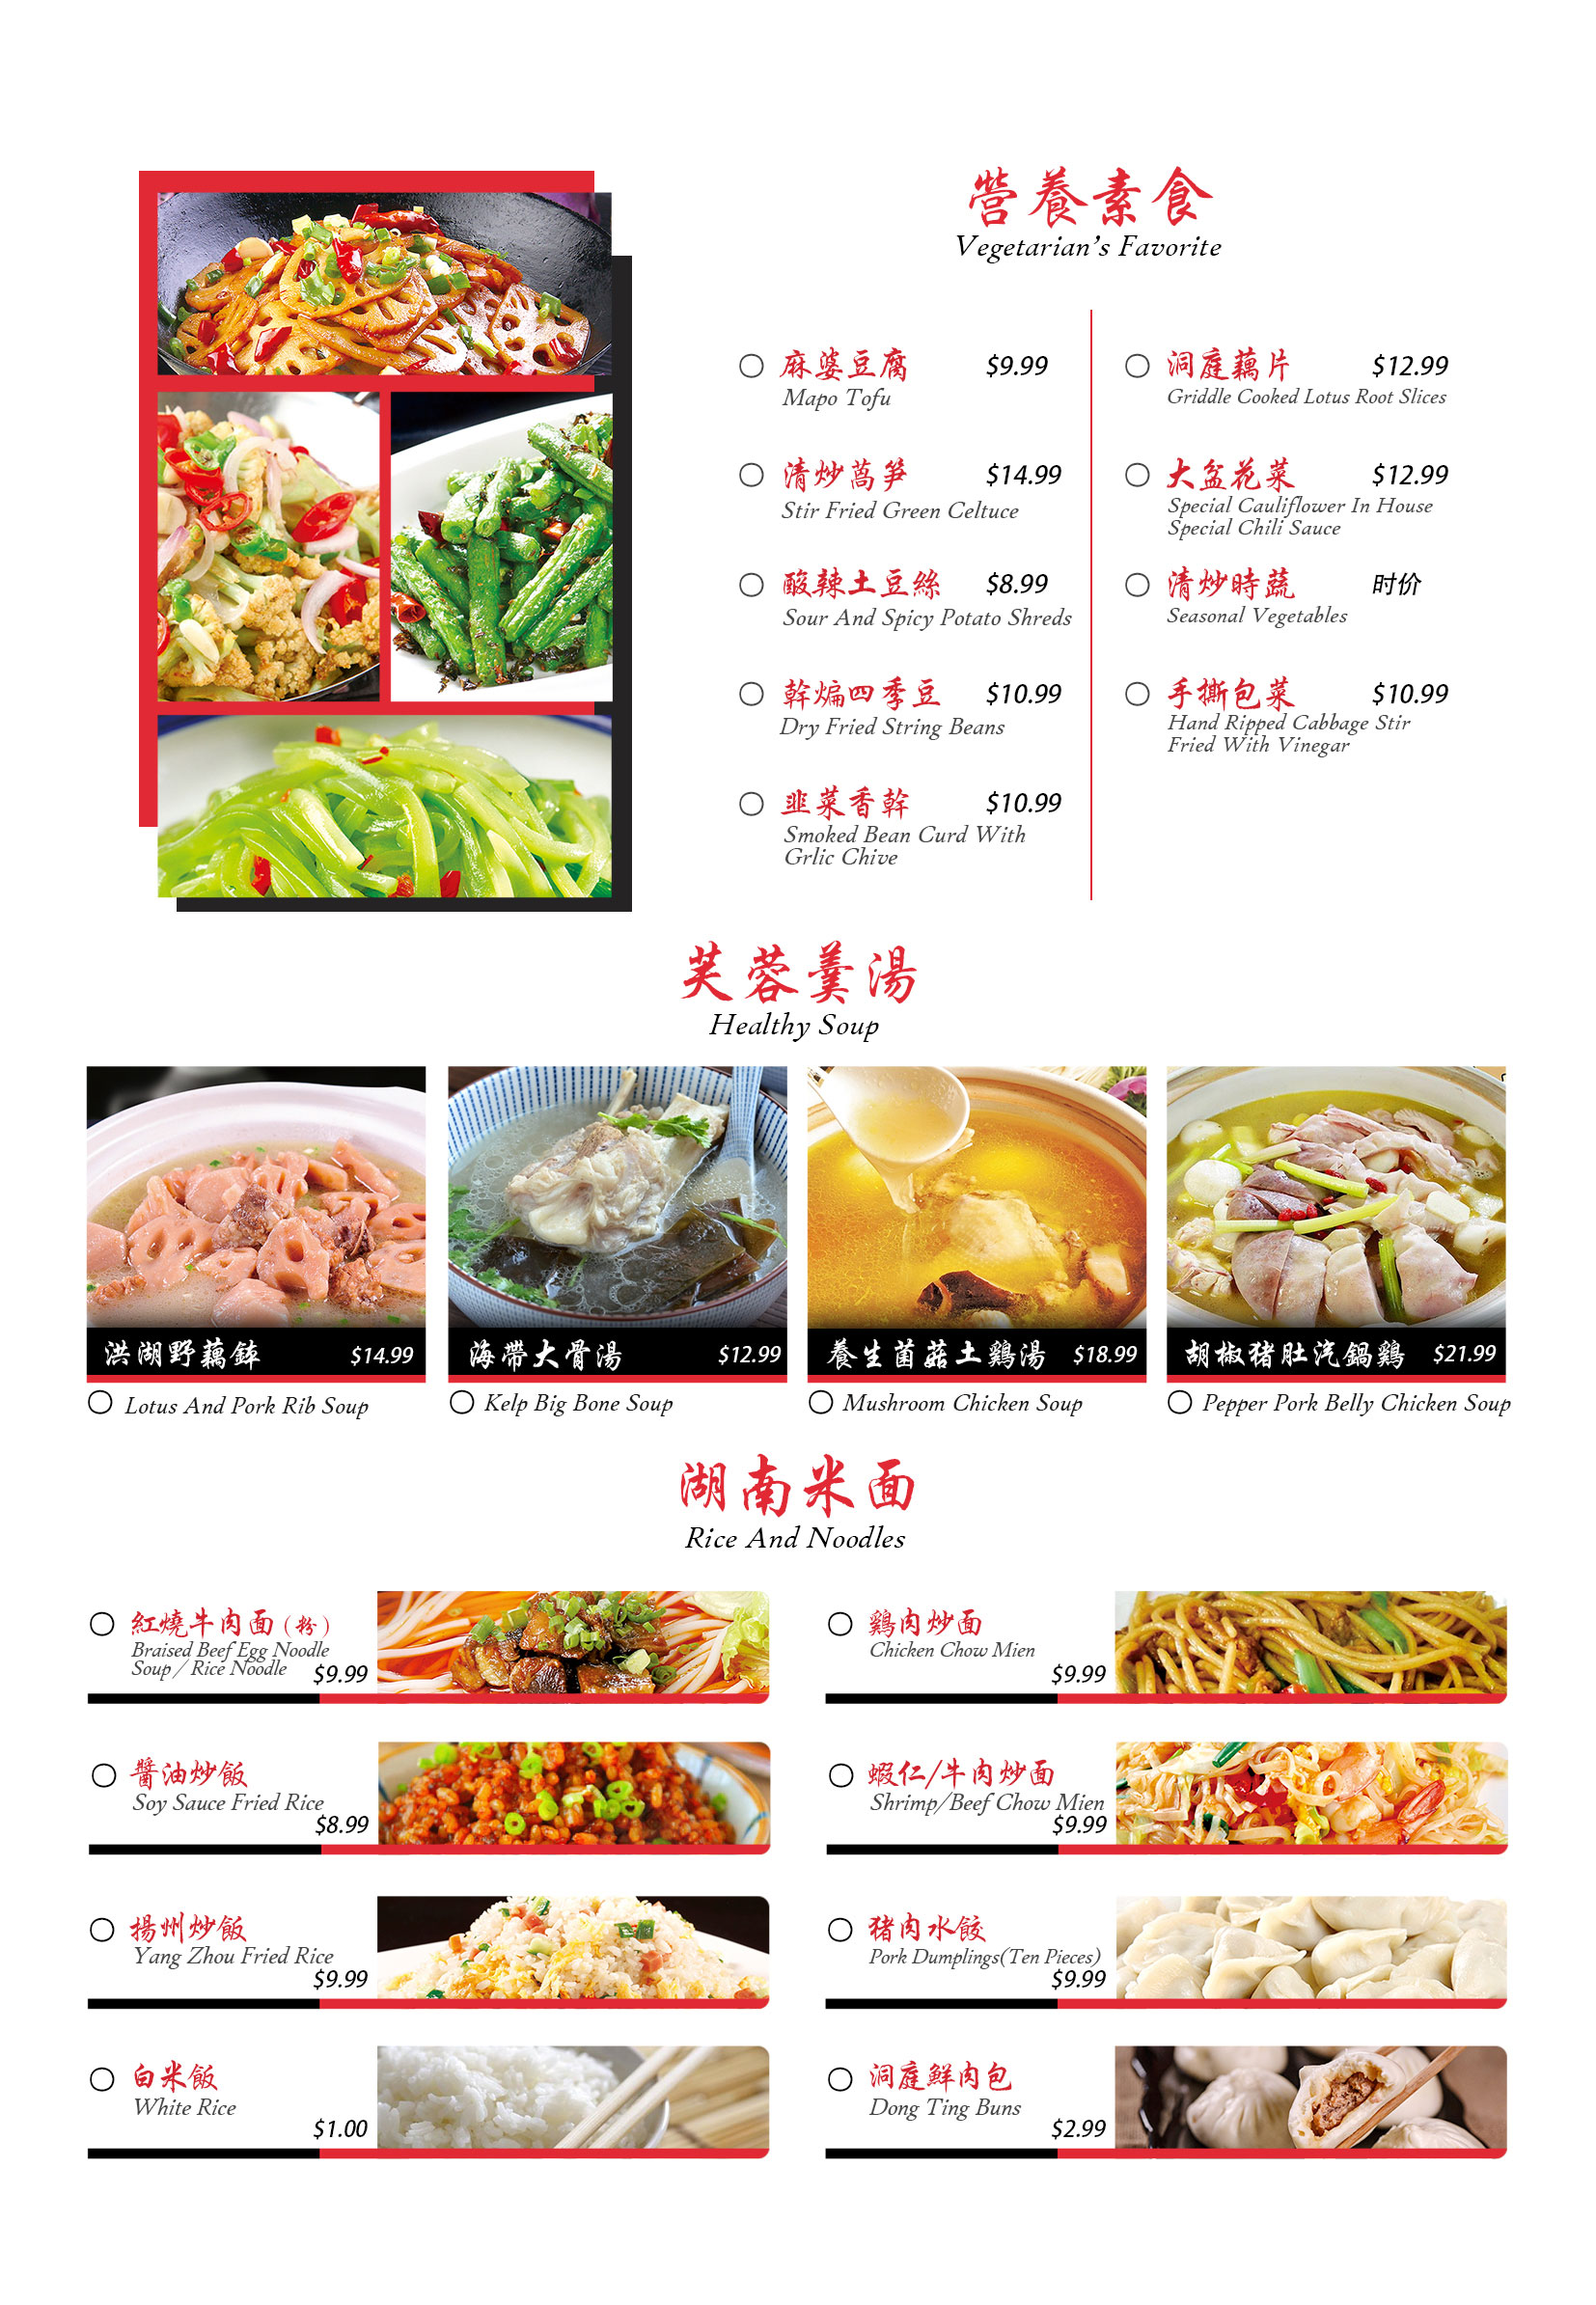 营養素食
Vegetarian's Favorite
麻婆豆腐 $9.99
Mapo Tofu
清炒萵笋 $14.99
Stir Fried Green Celtuce
酸辣土豆絲 $8.99
Sour And Spicy Potato Shreds
幹煸四季豆 $10.99
Dry Fried String Beans
韭菜香幹 $10.99
Smoked Bean Curd With
Grlic Chive
洞庭藕片 $12.99
Griddle Cooked Lotus Root Slices
大盆花菜 $12.99
Special Cauliflower In House
Special Chili Sauce
清炒時蔬 时价
Seasonal Vegetables
手撕包菜 $10.99
Hand Ripped Cabbage Stir
Fried With Vinegar
芙蓉羹湯
Healthy Soup
洪湖野藕鉢 $14.99
Lotus And Pork Rib Soup
海帶大骨湯 $12.99
Kelp Big Bone Soup
養生菌菇土鷄湯 $18.99
Mushroom Chicken Soup
胡椒猪肚汽鍋鷄 $21.99
Pepper Pork Belly Chicken Soup
湖南米面
Rice And Noodles
紅燒牛肉面（粉）
Braised Beef Egg Noodle
Soup / Rice Noodle $9.99
鷄肉炒面
Chicken Chow Mien
$9.99
醬油炒飯
Soy Sauce Fried Rice
$8.99
蝦仁/牛肉炒面
Shrimp/Beef Chow Mien
$9.99
揚州炒飯
Yang Zhou Fried Rice
$9.99
猪肉水餃
Pork Dumplings(Ten Pieces)
$9.99
白米飯
White Rice
$1.00
洞庭鮮肉包
Dong Ting Buns
$2.99